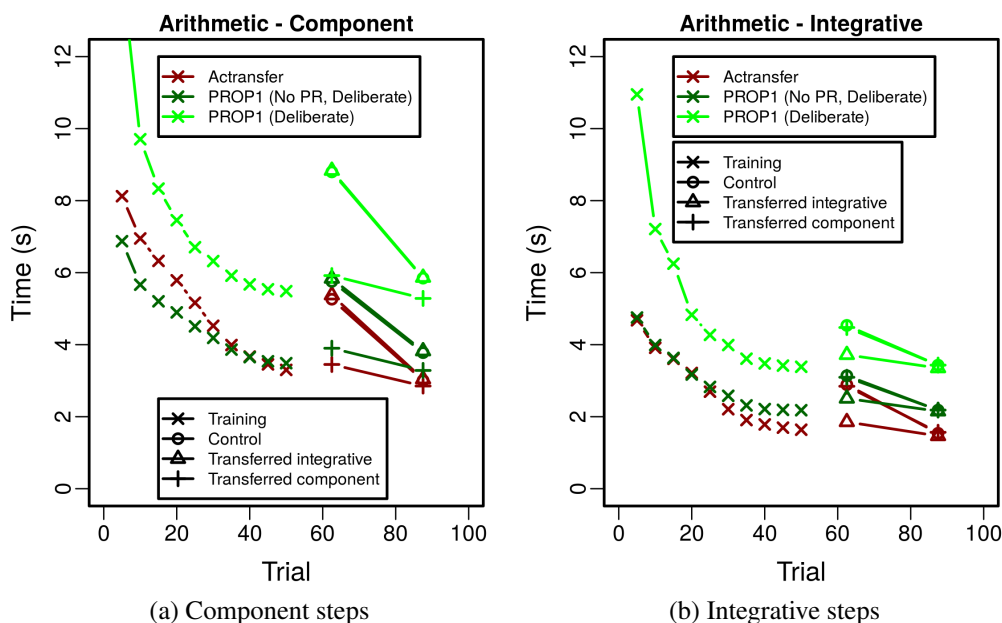 Arithmetic - Component
Time (s)
12
10
8
6
4
2
0
Actransfer
PROP1 (No PR, Deliberate)
PROP1 (Deliberate)
Training
Control
Transferred integrative
Transferred component
0 20 40 60 80 100
Trial
(a) Component steps
Arithmetic - Integrative
Time (s)
12
10
8
6
4
2
0
Actransfer
PROP1 (No PR, Deliberate)
PROP1 (Deliberate)
Training
Control
Transferred integrative
Transferred component
0 20 40 60 80 100
Trial
(b) Integrative steps